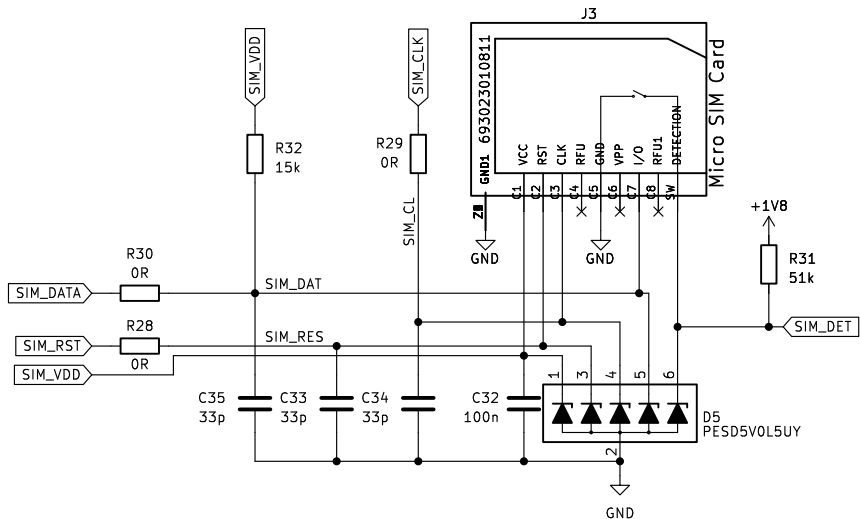 J3
SIM_VDD
SIM_CLK
693023010811
Micro SIM Card
R32
15k
R29
0R
GND1
VCC
RST
CLK
RFU
GND
VPP
I/O
RFU1
DETECTION
C1
C2
C3
C4
C5
C6
C7
C8
SW
SIM_CL
GND
GND
+1V8
R31
51k
R30
0R
SIM_DATA
SIM_DAT
R28
0R
SIM_RST
SIM_RES
SIM_VDD
SIM_DET
C35
33p
C33
33p
C34
33p
C32
100n
1
3
4
5
6
D5
PESD5V0L5UY
2
GND